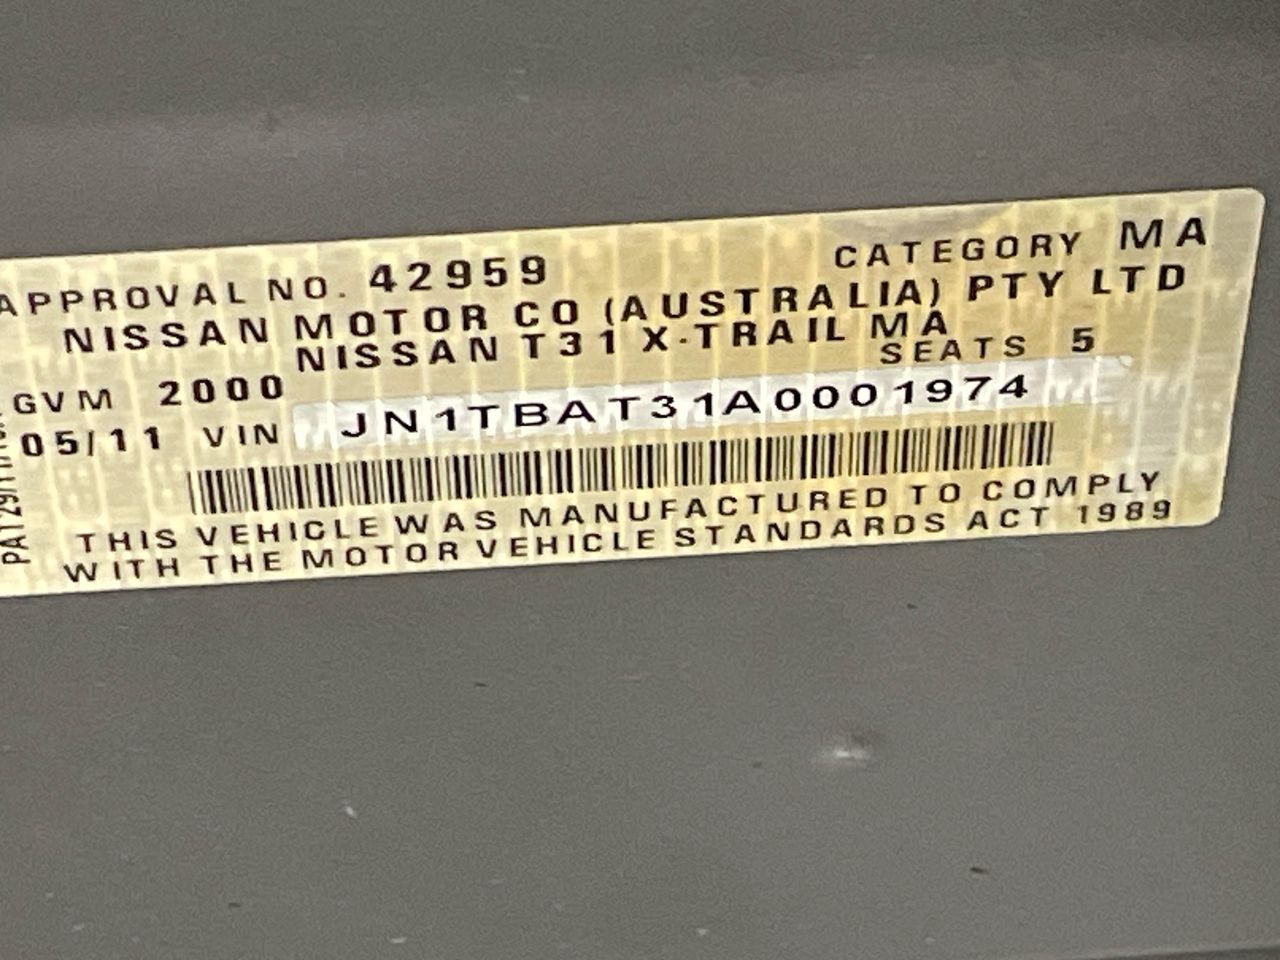 APPROVAL NO. 42959 CATEGORY MA
NISSAN MOTOR CO (AUSTRALIA) PTY LTD
NISSAN T31 X-TRAIL MA
GVM 2000 SEATS 5
05/11 VIN JN1TBAT31A0001974
THIS VEHICLE WAS MANUFACTURED TO COMPLY
WITH THE MOTOR VEHICLE STANDARDS ACT 1989